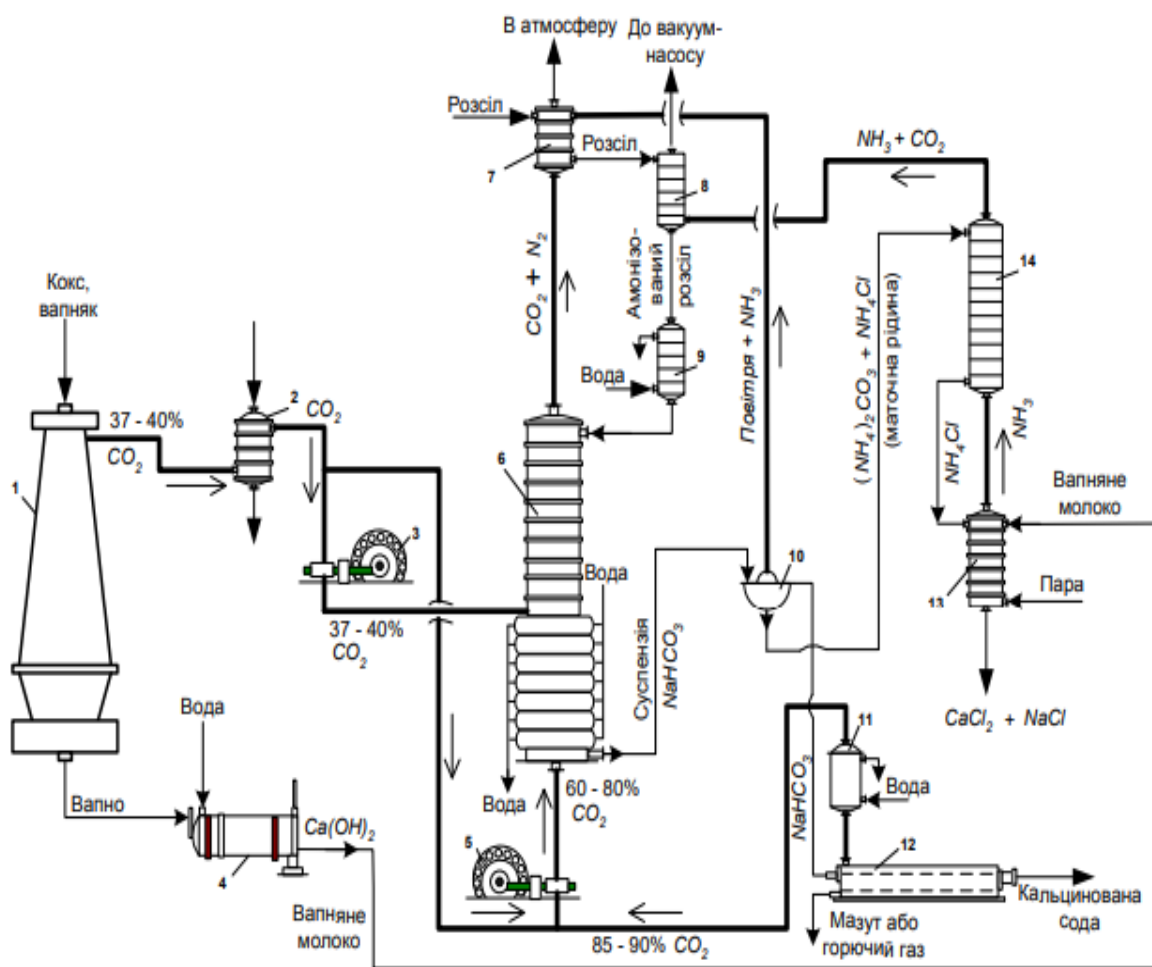 В атмосферу
До вакуум-
насосу
Розсіл
Розсіл
7
8
NH3 + CO2
CO2 + N2
Амонізо-
ваний
розсіл
Повітря + NH3
(NH4)2CO3 + NH4Cl
(маточна рідина)
14
Кокс,
вапняк
37 - 40%
CO2
2
CO2
9
Вода
1
6
3
NH4Cl
NH3
Вапняне
молоко
37 - 40%
CO2
Вода
Суспензія
NaHCO3
10
13
Пара
CaCl2 + NaCl
Вода
Вапно
Ca(OH)2
4
Вода
60 - 80%
CO2
5
NaHCO3
11
Вода
12
Кальцинована
сода
Вапняне
молоко
85 - 90% CO2
Мазут або
горючий газ